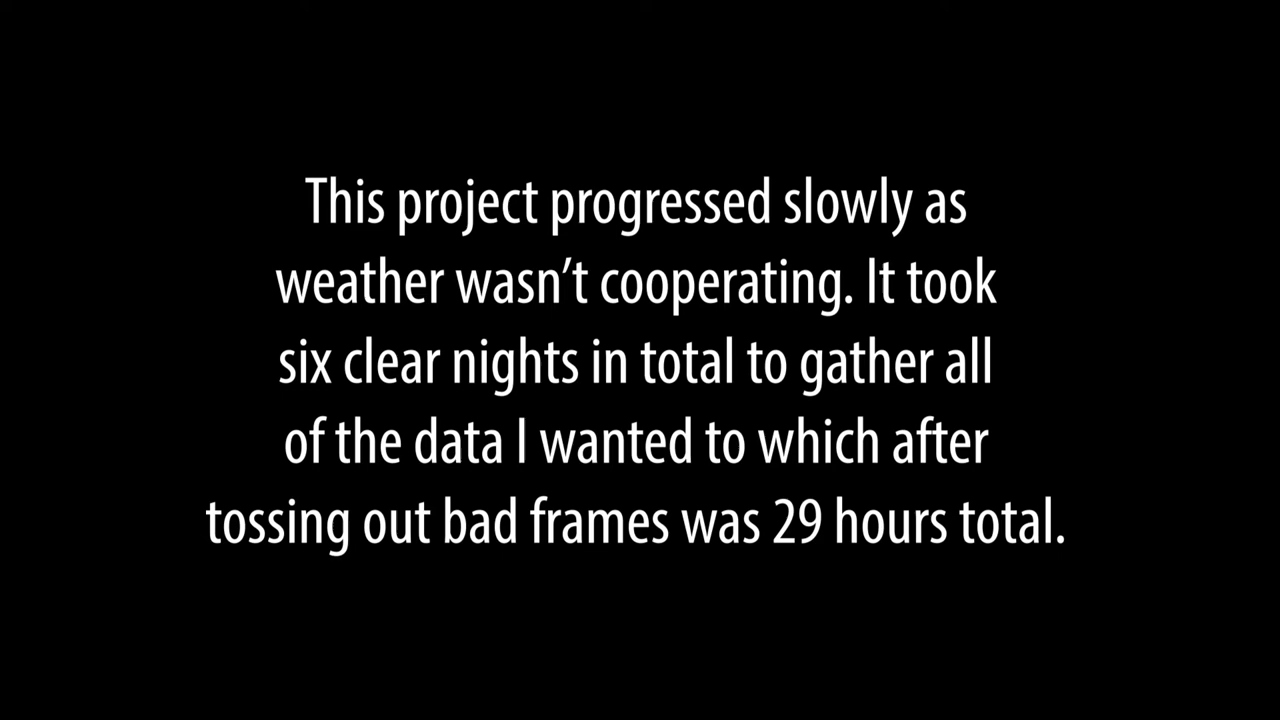 This project progressed slowly as
weather wasn’t cooperating. It took
six clear nights in total to gather all
of the data I wanted to which after
tossing out bad frames was 29 hours total.